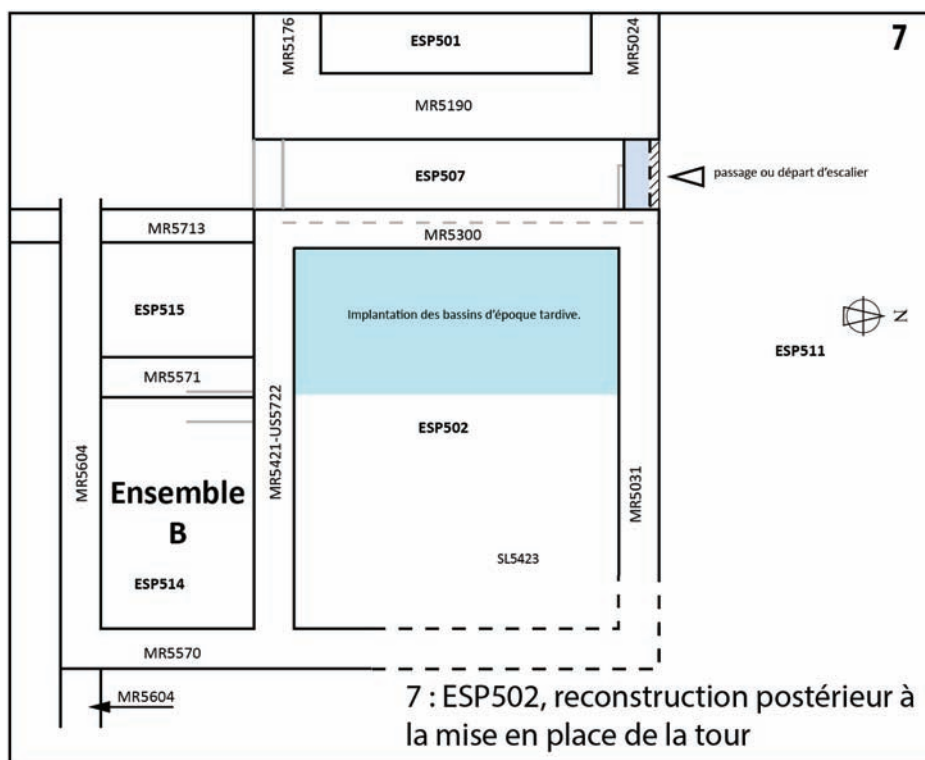 7
MR5176
ESP501
MR5024
MR5190
ESP507
passage ou départ d'escalier
MR5713
MR5300
ESP515
Implantation des bassins d'époque tardive.
N
ESP511
MR5571
MR5421-US5722
ESP502
MR5604
MR5031
Ensemble
B
SL5423
ESP514
MR5570
MR5604
7 : ESP502, reconstruction postérieur à
la mise en place de la tour